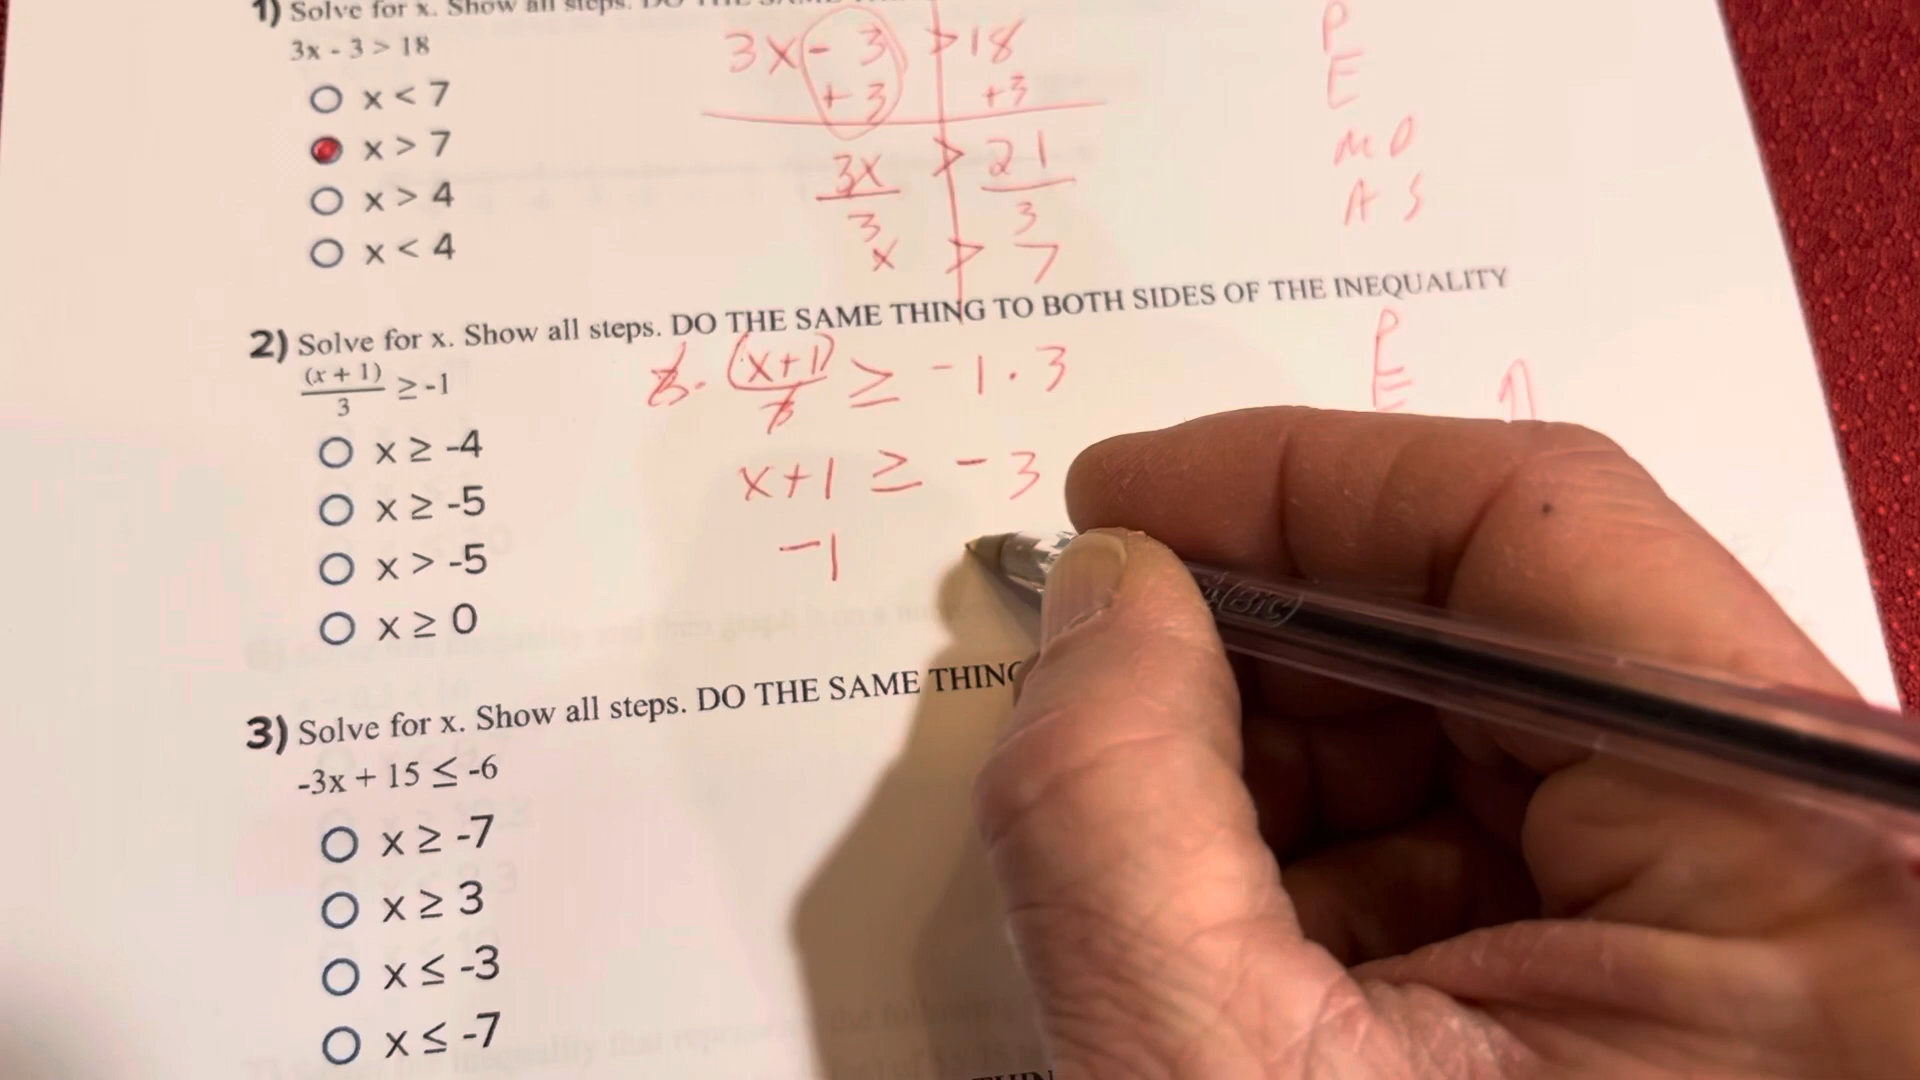 1) Solve for x. Show all steps.
3x - 3 > 18
x < 7
x > 7
x > 4
x < 4
3x - 3 > 18
+ 3 +3
3x > 21
3 3
x > 7
P
E
M D
A S
2) Solve for x. Show all steps. DO THE SAME THING TO BOTH SIDES OF THE INEQUALITY
(x + 1)
3
≥ -1
x ≥ -4
x ≥ -5
x > -5
x ≥ 0
3 · (x+1) ≥ -1 · 3
3
x+1 ≥ -3
-1
P
E
3) Solve for x. Show all steps. DO THE SAME THING
-3x + 15 ≤ -6
x ≥ -7
x ≥ 3
x ≤ -3
x ≤ -7
BIC